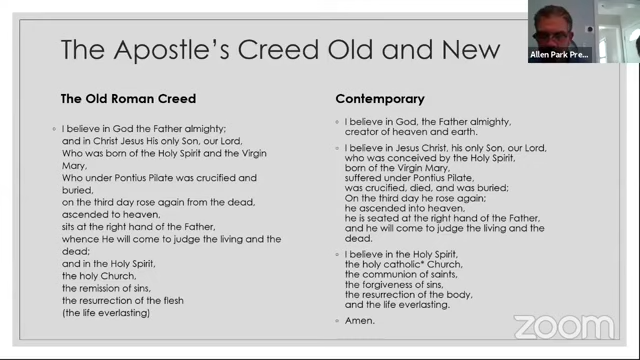 Allen Park Pre...
The Apostle's Creed Old and New
The Old Roman Creed
I believe in God the Father almighty;
and in Christ Jesus His only Son, our Lord,
Who was born of the Holy Spirit and the Virgin
Mary,
Who under Pontius Pilate was crucified and
buried,
on the third day rose again from the dead,
ascended to heaven,
sits at the right hand of the Father,
whence He will come to judge the living and the
dead;
and in the Holy Spirit,
the holy Church,
the remission of sins,
the resurrection of the flesh
(the life everlasting)
Contemporary
I believe in God, the Father almighty,
creator of heaven and earth.
I believe in Jesus Christ, his only Son, our Lord,
who was conceived by the Holy Spirit,
born of the Virgin Mary,
suffered under Pontius Pilate,
was crucified, died, and was buried;
On the third day he rose again;
he ascended into heaven,
he is seated at the right hand of the Father,
and he will come to judge the living and the
dead.
I believe in the Holy Spirit,
the holy catholic* Church,
the communion of saints,
the forgiveness of sins,
the resurrection of the body,
and the life everlasting.
Amen.
zoom